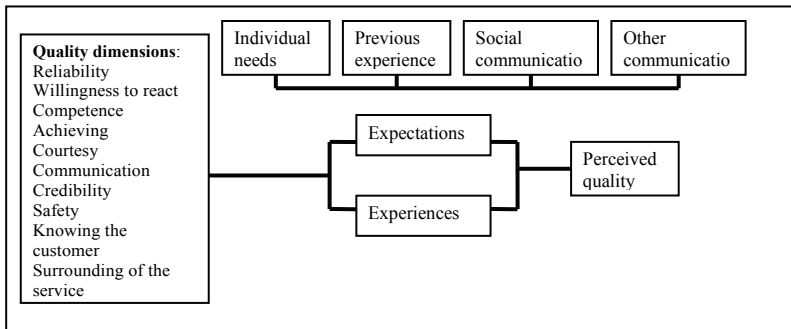 Quality dimensions:
Reliability
Willingness to react
Competence
Achieving
Courtesy
Communication
Credibility
Safety
Knowing the
customer
Surrounding of the
service
Individual
needs
Previous
experience
Social
communicatio
Other
communicatio
Expectations
Experiences
Perceived
quality